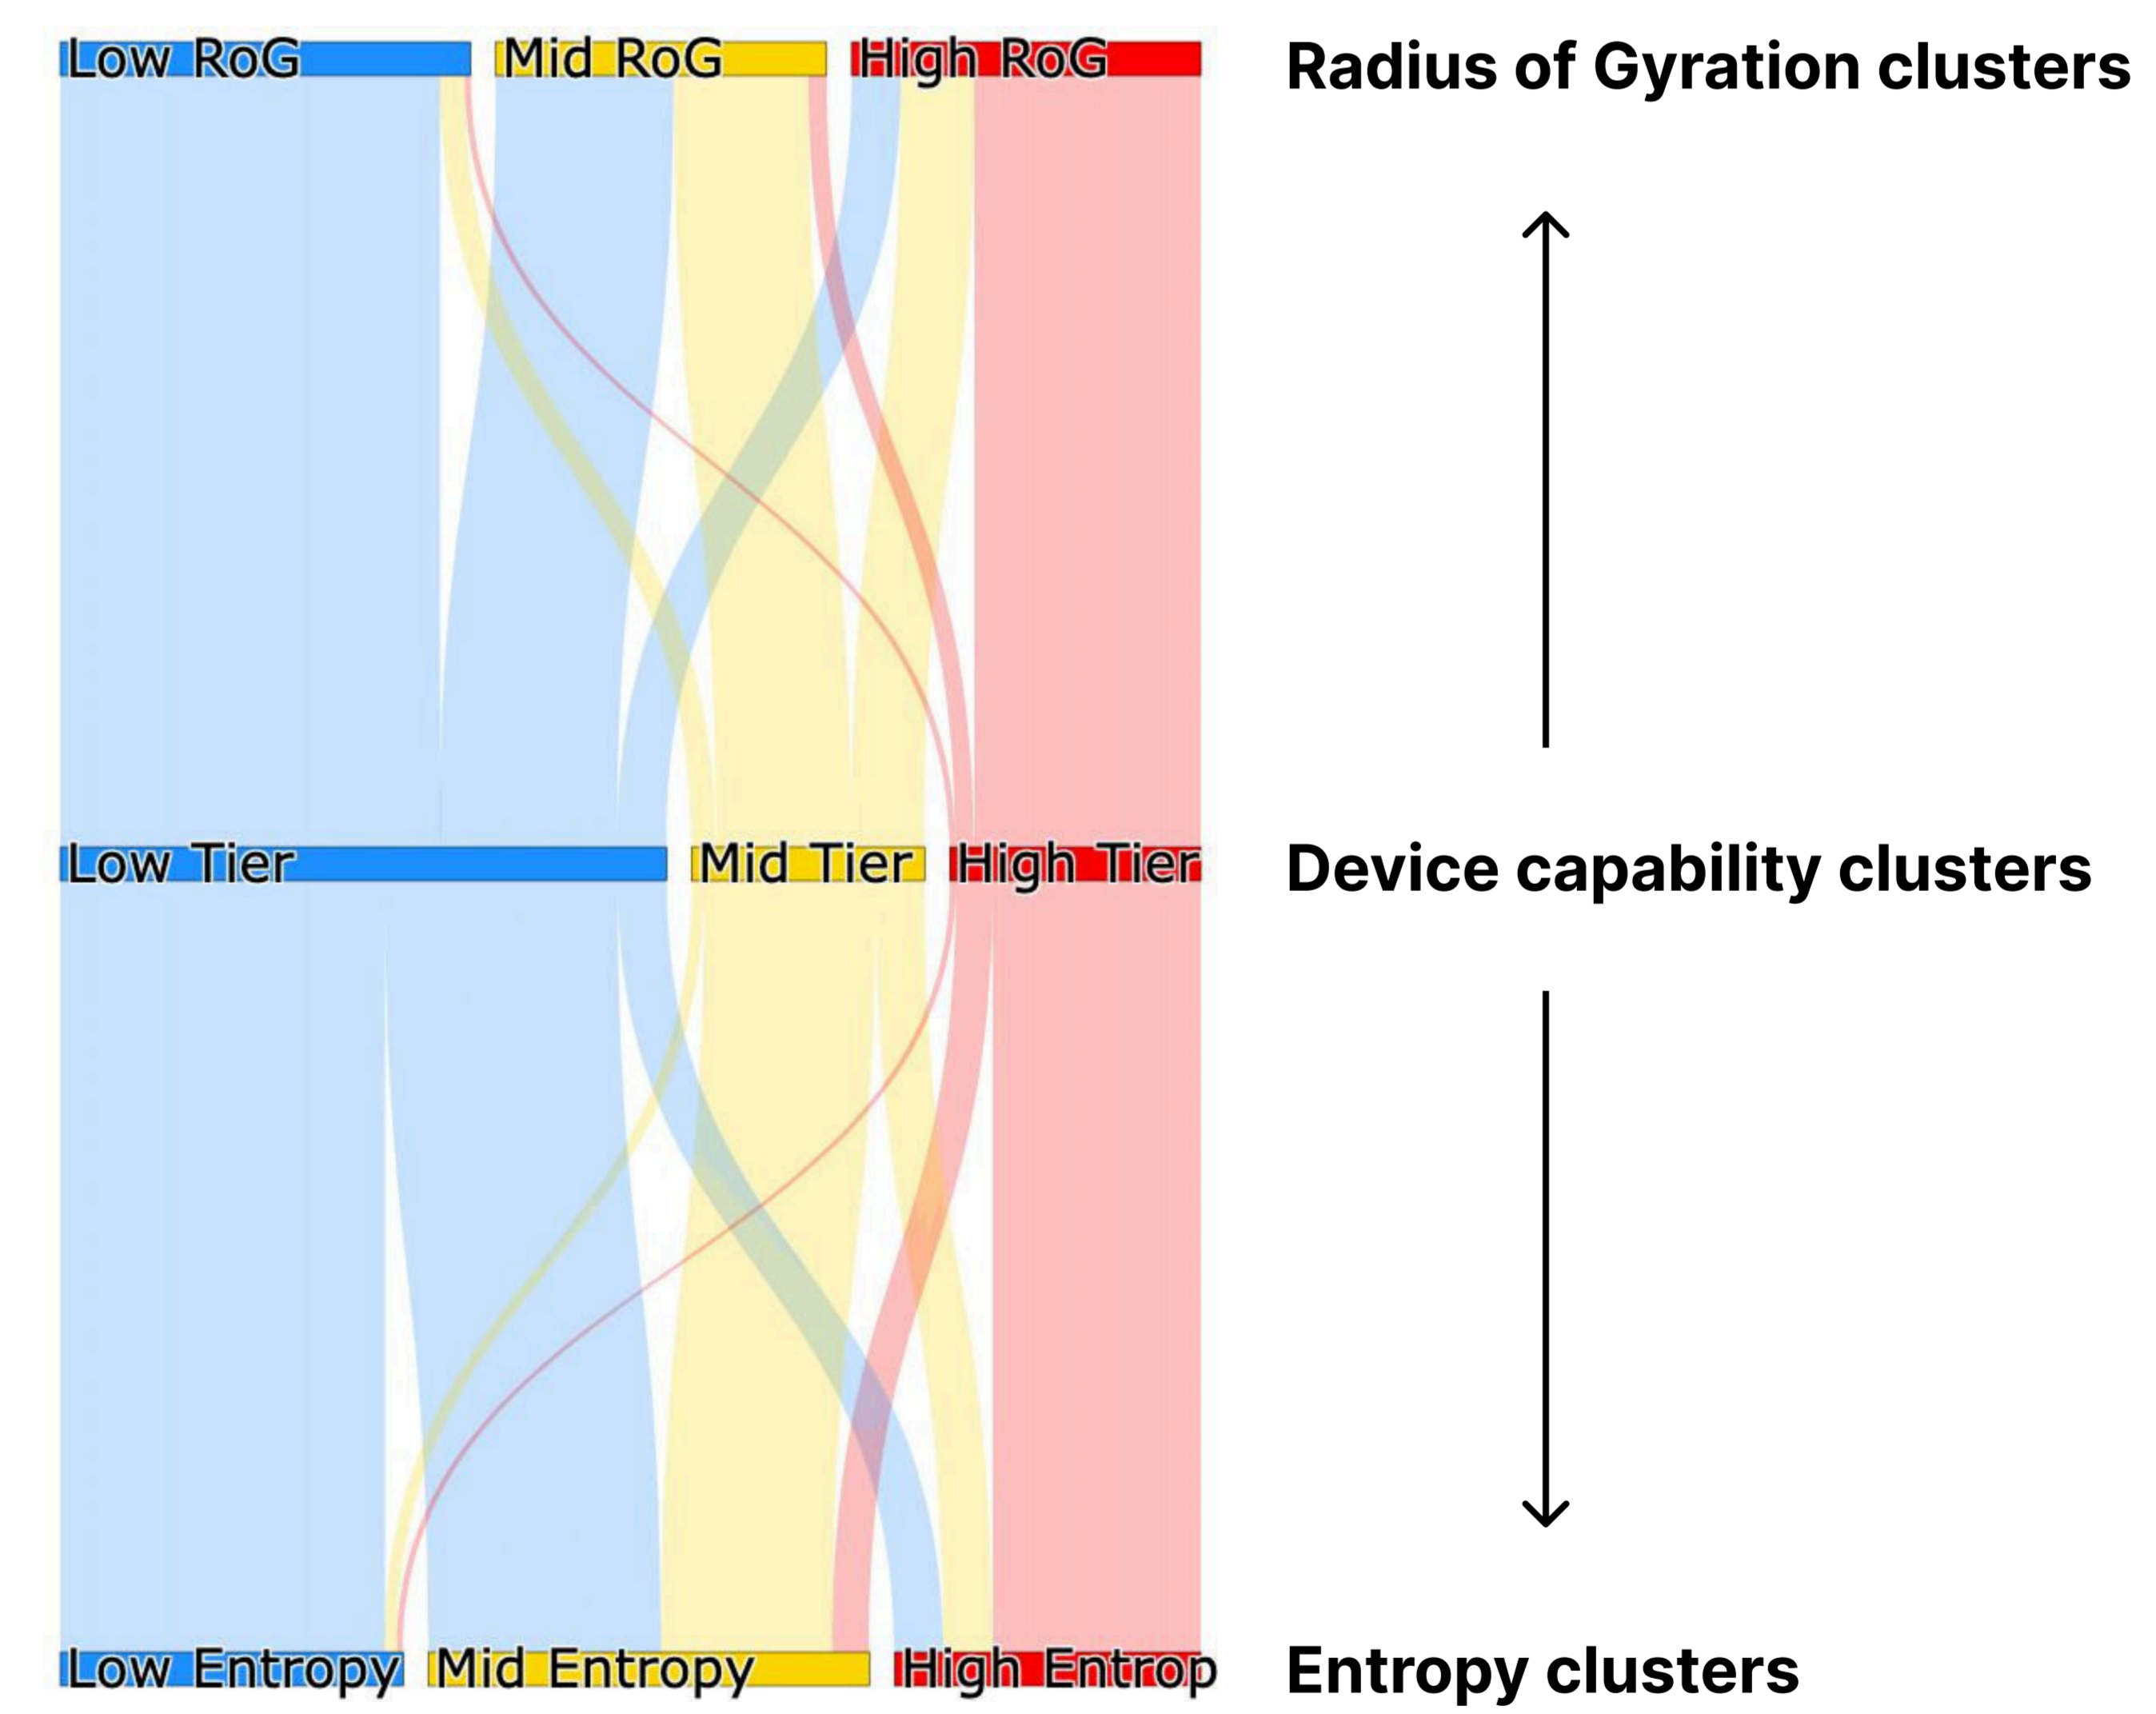 Low RoG Mid RoG High RoG Radius of Gyration clusters
Low Tier Mid Tier High Tier Device capability clusters
Low Entropy Mid Entropy High Entrop Entropy clusters